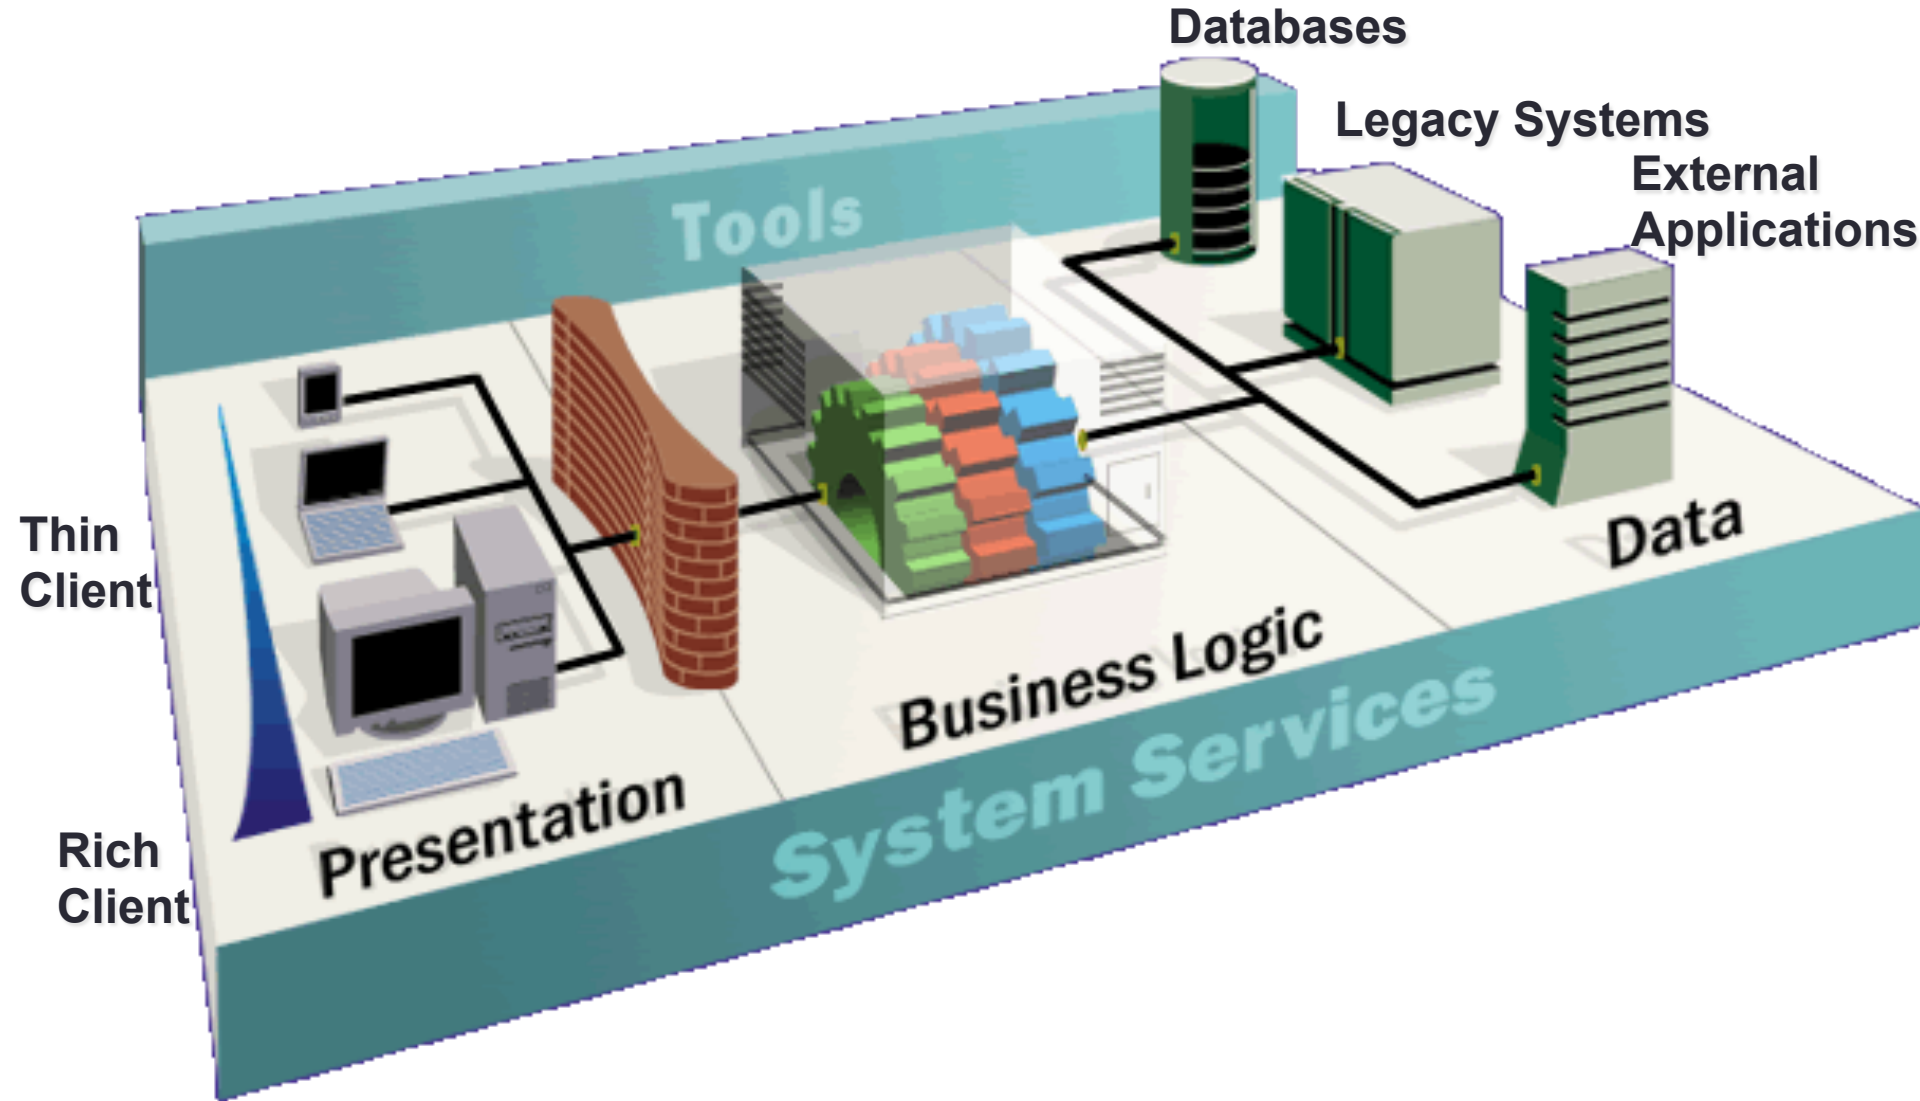 Databases
Legacy Systems
External
Applications
Tools
Thin
Client
Data
Business Logic
System Services
Presentation
Rich
Client